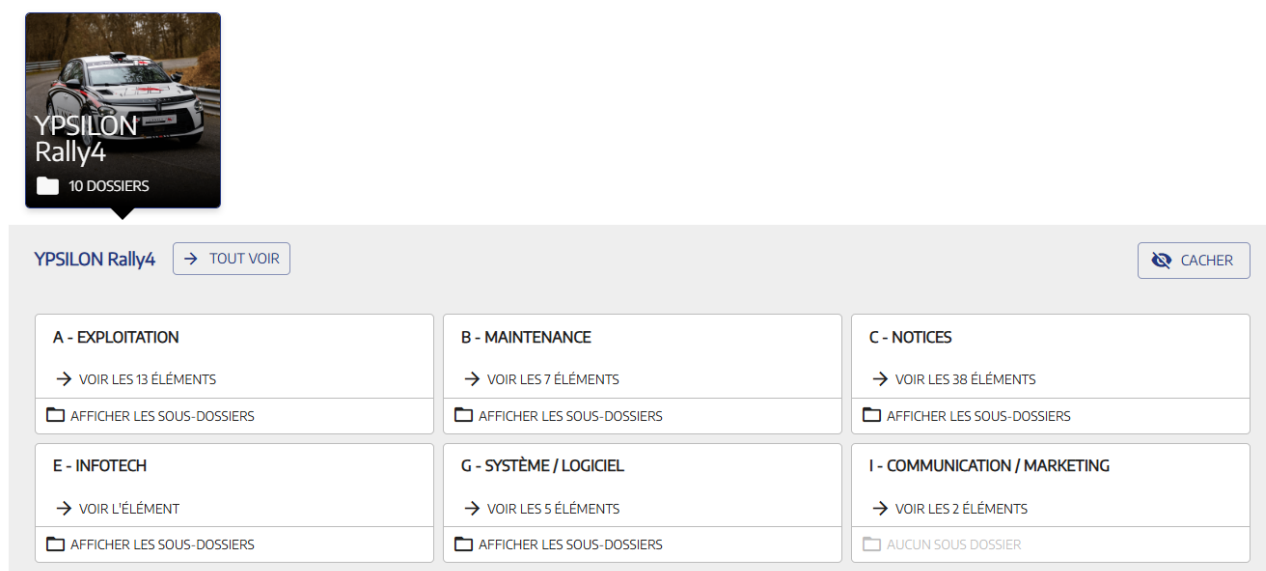 YPSILON
Rally4
10 DOSSIERS
YPSILON Rally4
TOUT VOIR
CACHER
A - EXPLOITATION
VOIR LES 13 ÉLÉMENTS
AFFICHER LES SOUS-DOSSIERS
B - MAINTENANCE
VOIR LES 7 ÉLÉMENTS
AFFICHER LES SOUS-DOSSIERS
C - NOTICES
VOIR LES 38 ÉLÉMENTS
AFFICHER LES SOUS-DOSSIERS
E - INFOTECH
VOIR L'ÉLÉMENT
AFFICHER LES SOUS-DOSSIERS
G - SYSTÈME / LOGICIEL
VOIR LES 5 ÉLÉMENTS
AFFICHER LES SOUS-DOSSIERS
I - COMMUNICATION / MARKETING
VOIR LES 2 ÉLÉMENTS
AUCUN SOUS DOSSIER